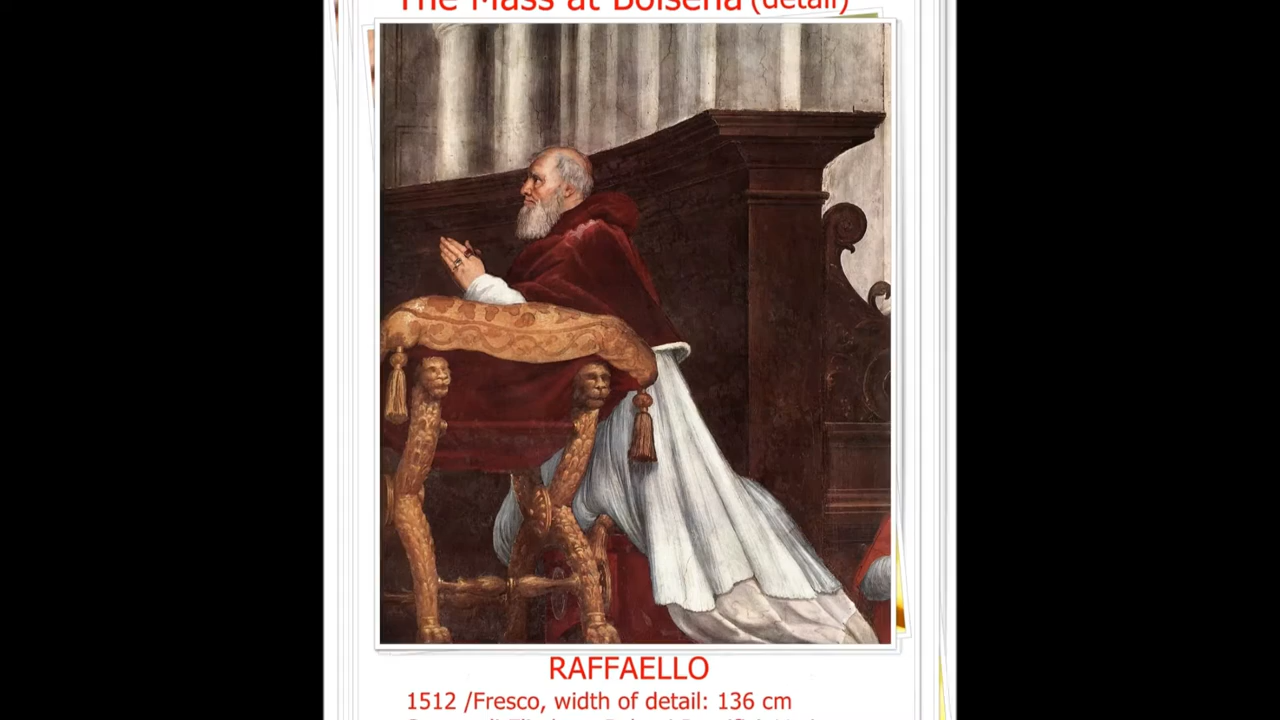 The Mass at Bolsena (detail)
RAFFAELLO
1512 /Fresco, width of detail: 136 cm